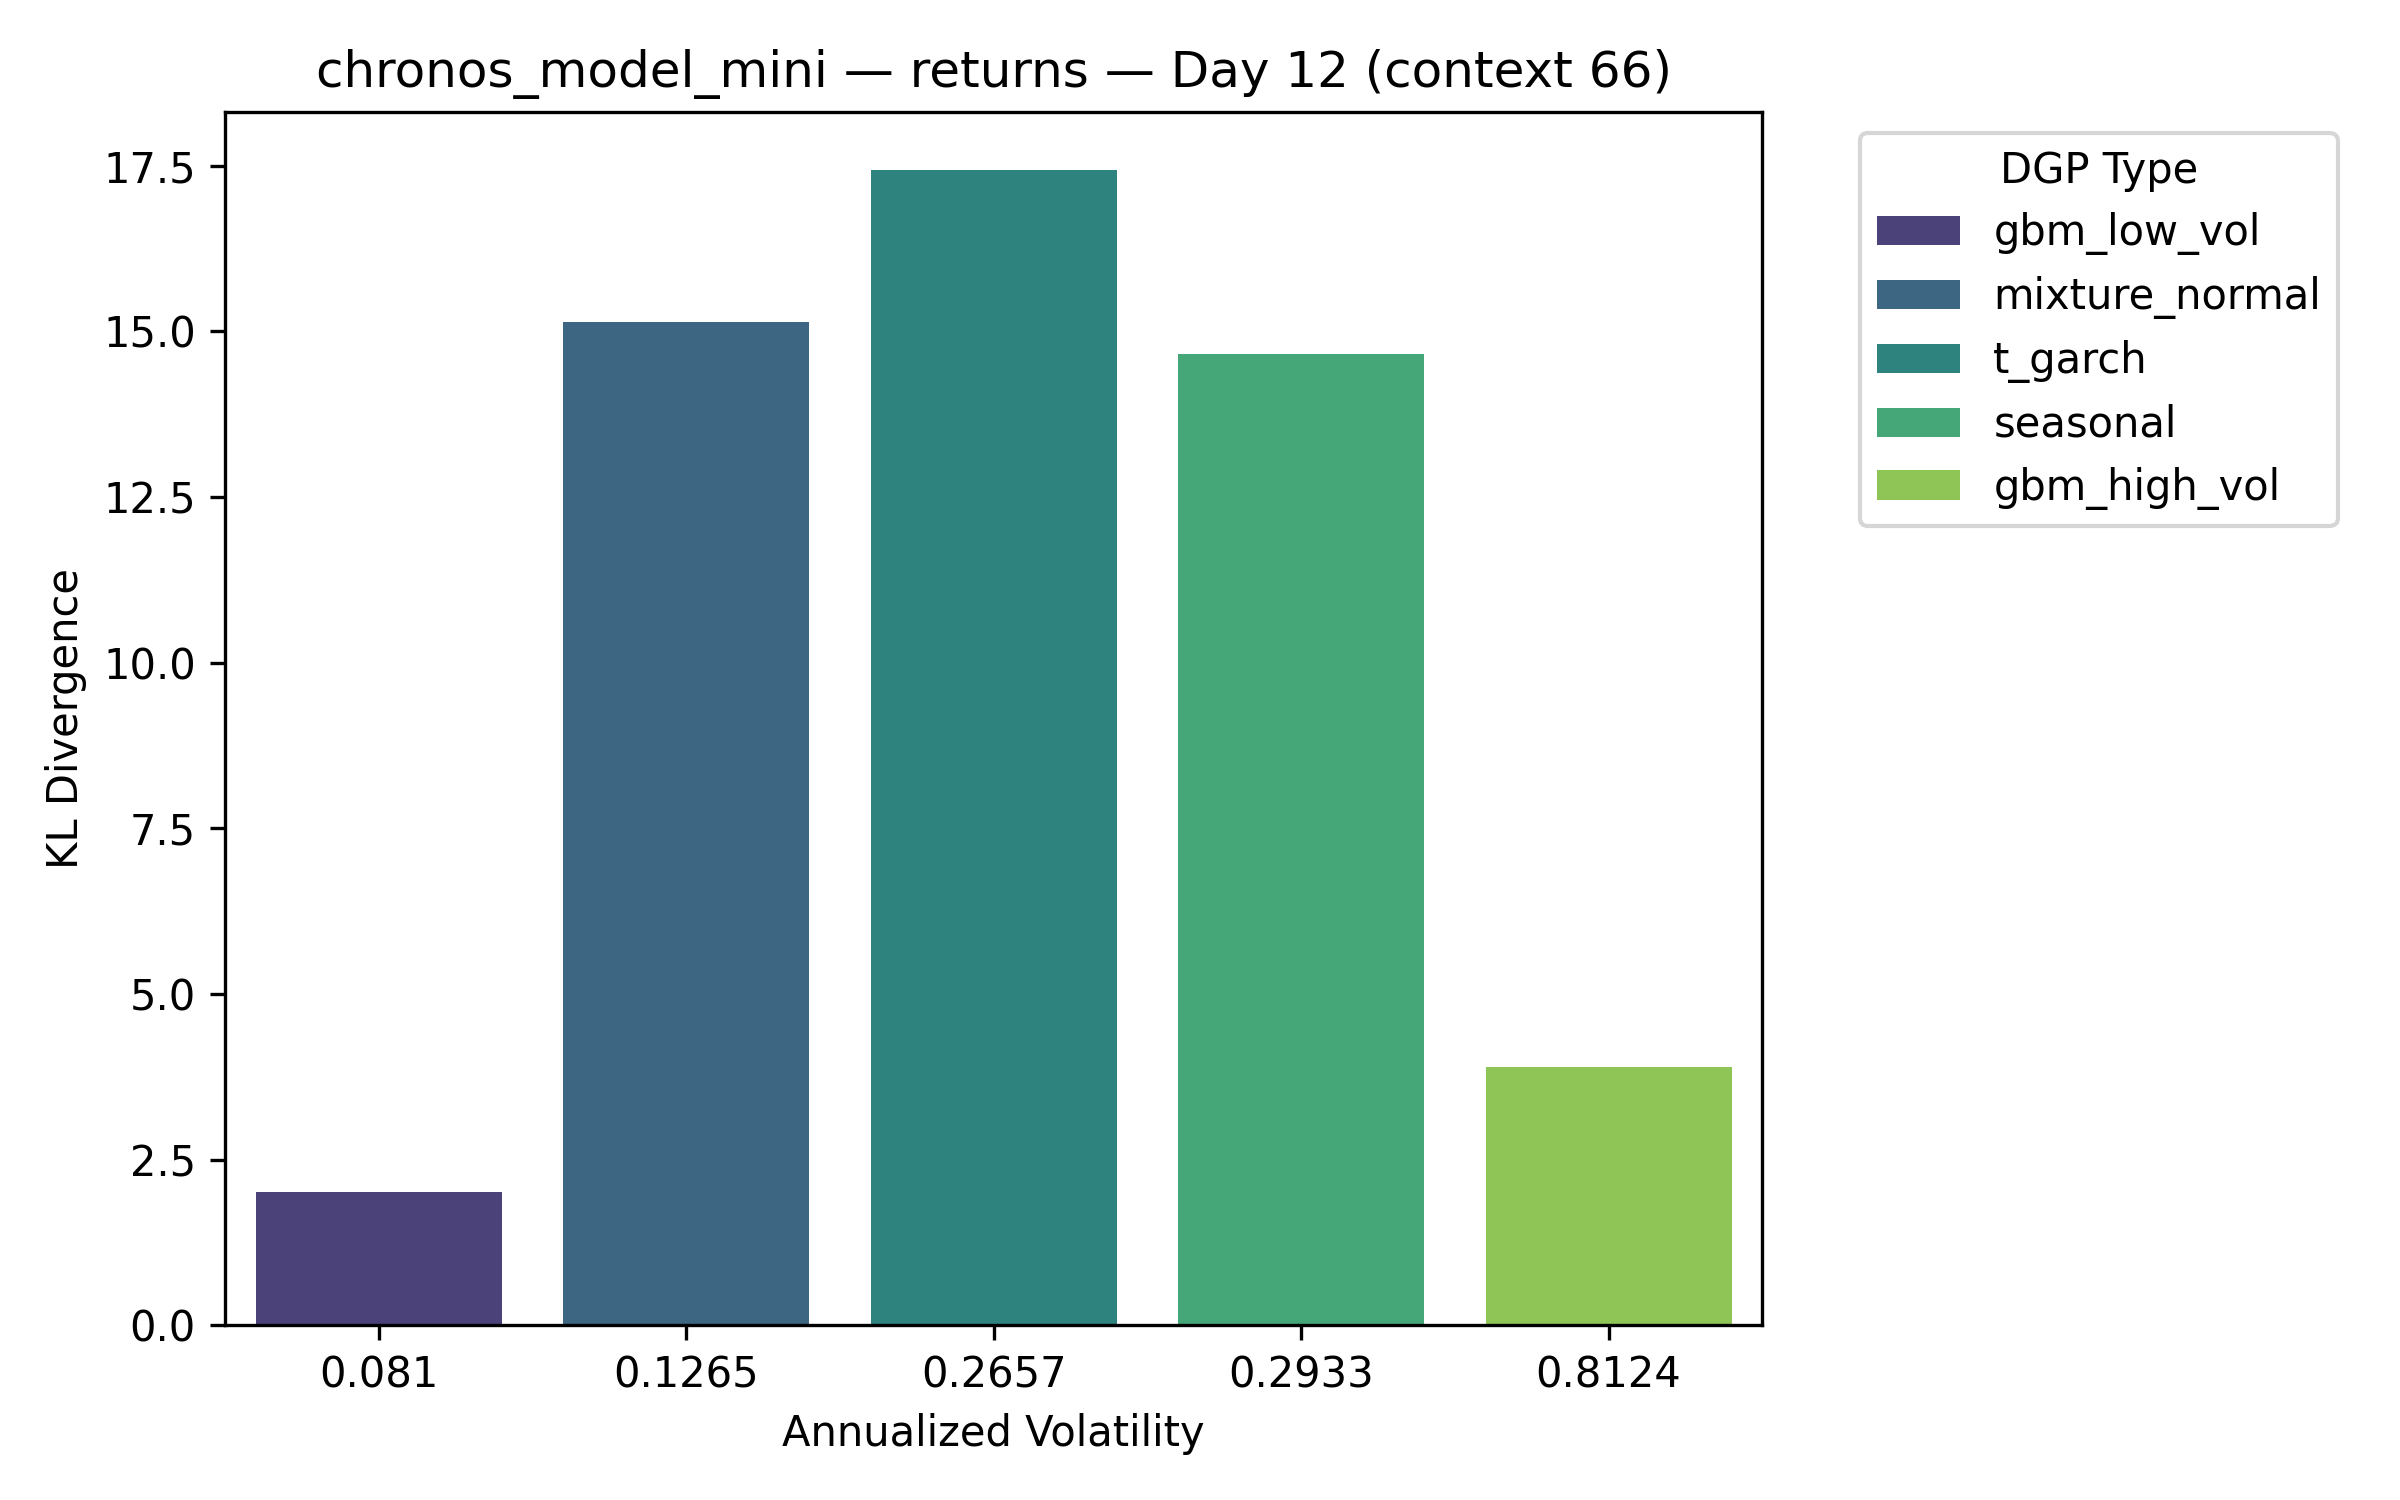 chronos_model_mini — returns — Day 12 (context 66)
KL Divergence
17.5
15.0
12.5
10.0
7.5
5.0
2.5
0.0
0.081 0.1265 0.2657 0.2933 0.8124
Annualized Volatility
DGP Type
gbm_low_vol
mixture_normal
t_garch
seasonal
gbm_high_vol